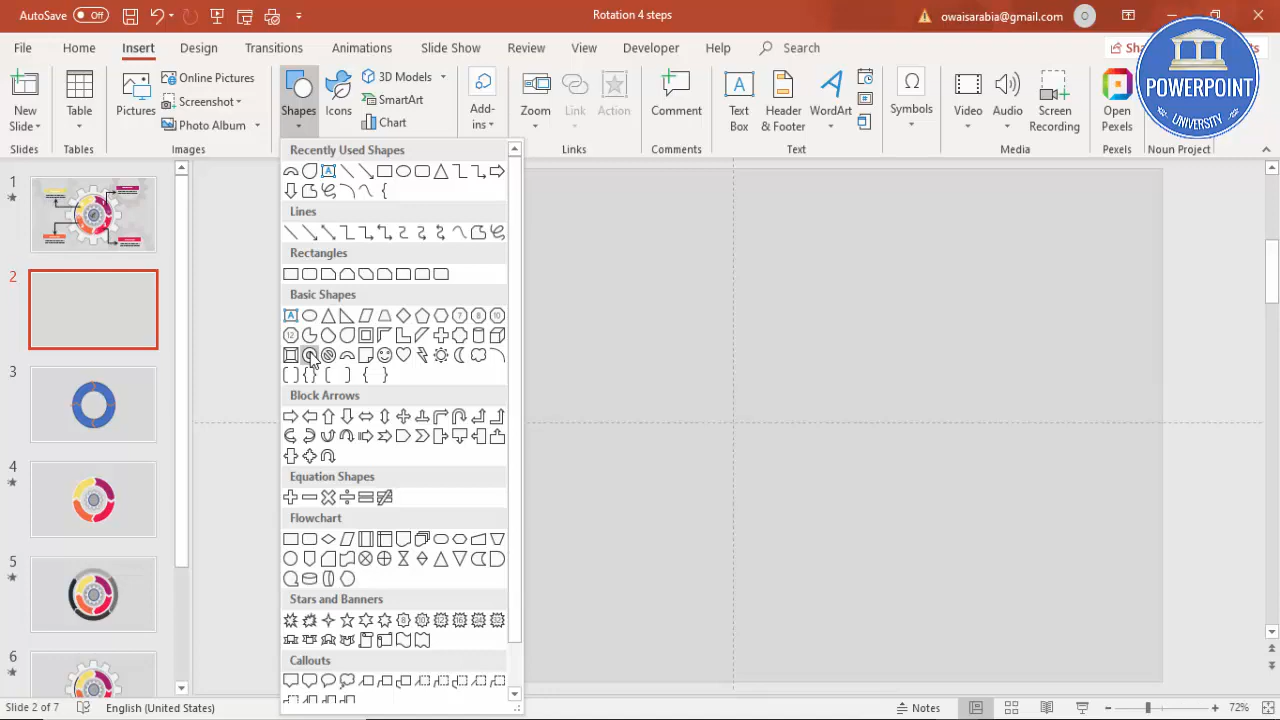 AutoSave Off
Rotation 4 steps
owaisarabia@gmail.com
File Home Insert Design Transitions Animations Slide Show Review View Developer Help Search
New Slide
Slides
Table
Tables
Pictures
Online Pictures
Screenshot
Photo Album
Images
Shapes
Icons
3D Models
SmartArt
Chart
Add-ins
Zoom
Link
Action
Links
Comment
Comments
Text Box
Header & Footer
WordArt
Text
Symbols
Video
Audio
Screen Recording
Media
Open Pexels
Pexels
Noun Project
POWERPOINT
UNIVERSITY
Recently Used Shapes
Lines
Rectangles
Basic Shapes
Block Arrows
Equation Shapes
Flowchart
Stars and Banners
Callouts
1
2
3
4
5
6
Slide 2 of 7
English (United States)
Notes
72%